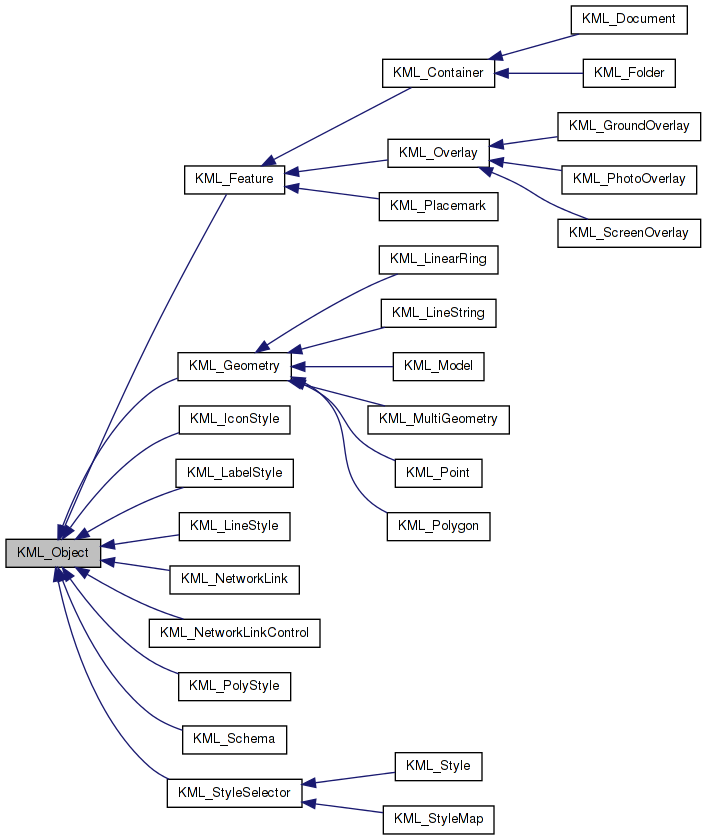 KML_Document
KML_Container
KML_Folder
KML_GroundOverlay
KML_Overlay
KML_Feature
KML_PhotoOverlay
KML_Placemark
KML_ScreenOverlay
KML_LinearRing
KML_LineString
KML_Geometry
KML_Model
KML_IconStyle
KML_MultiGeometry
KML_LabelStyle
KML_Point
KML_LineStyle
KML_Polygon
KML_Object
KML_NetworkLink
KML_NetworkLinkControl
KML_PolyStyle
KML_Schema
KML_Style
KML_StyleSelector
KML_StyleMap